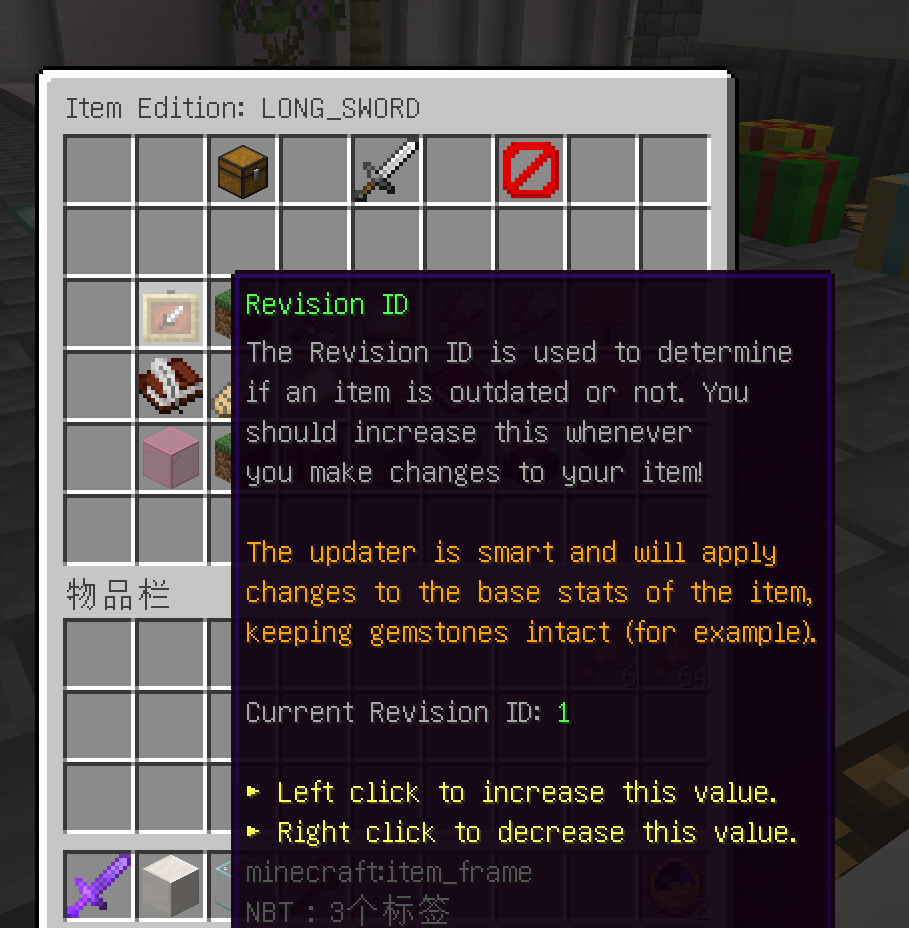 Item Edition: LONG_SWORD
Revision ID
The Revision ID is used to determine
if an item is outdated or not. You
should increase this whenever
you make changes to your item!
The updater is smart and will apply
changes to the base stats of the item,
keeping gemstones intact (for example).
物品栏
6 64
Current Revision ID: 1
► Left click to increase this value.
► Right click to decrease this value.
minecraft:item_frame
NBT : 3个标签
2